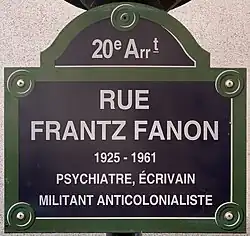 20e Arrt
RUE
FRANTZ FANON
1925 - 1961
PSYCHIATRE, ÉCRIVAIN
MILITANT ANTICOLONIALISTE